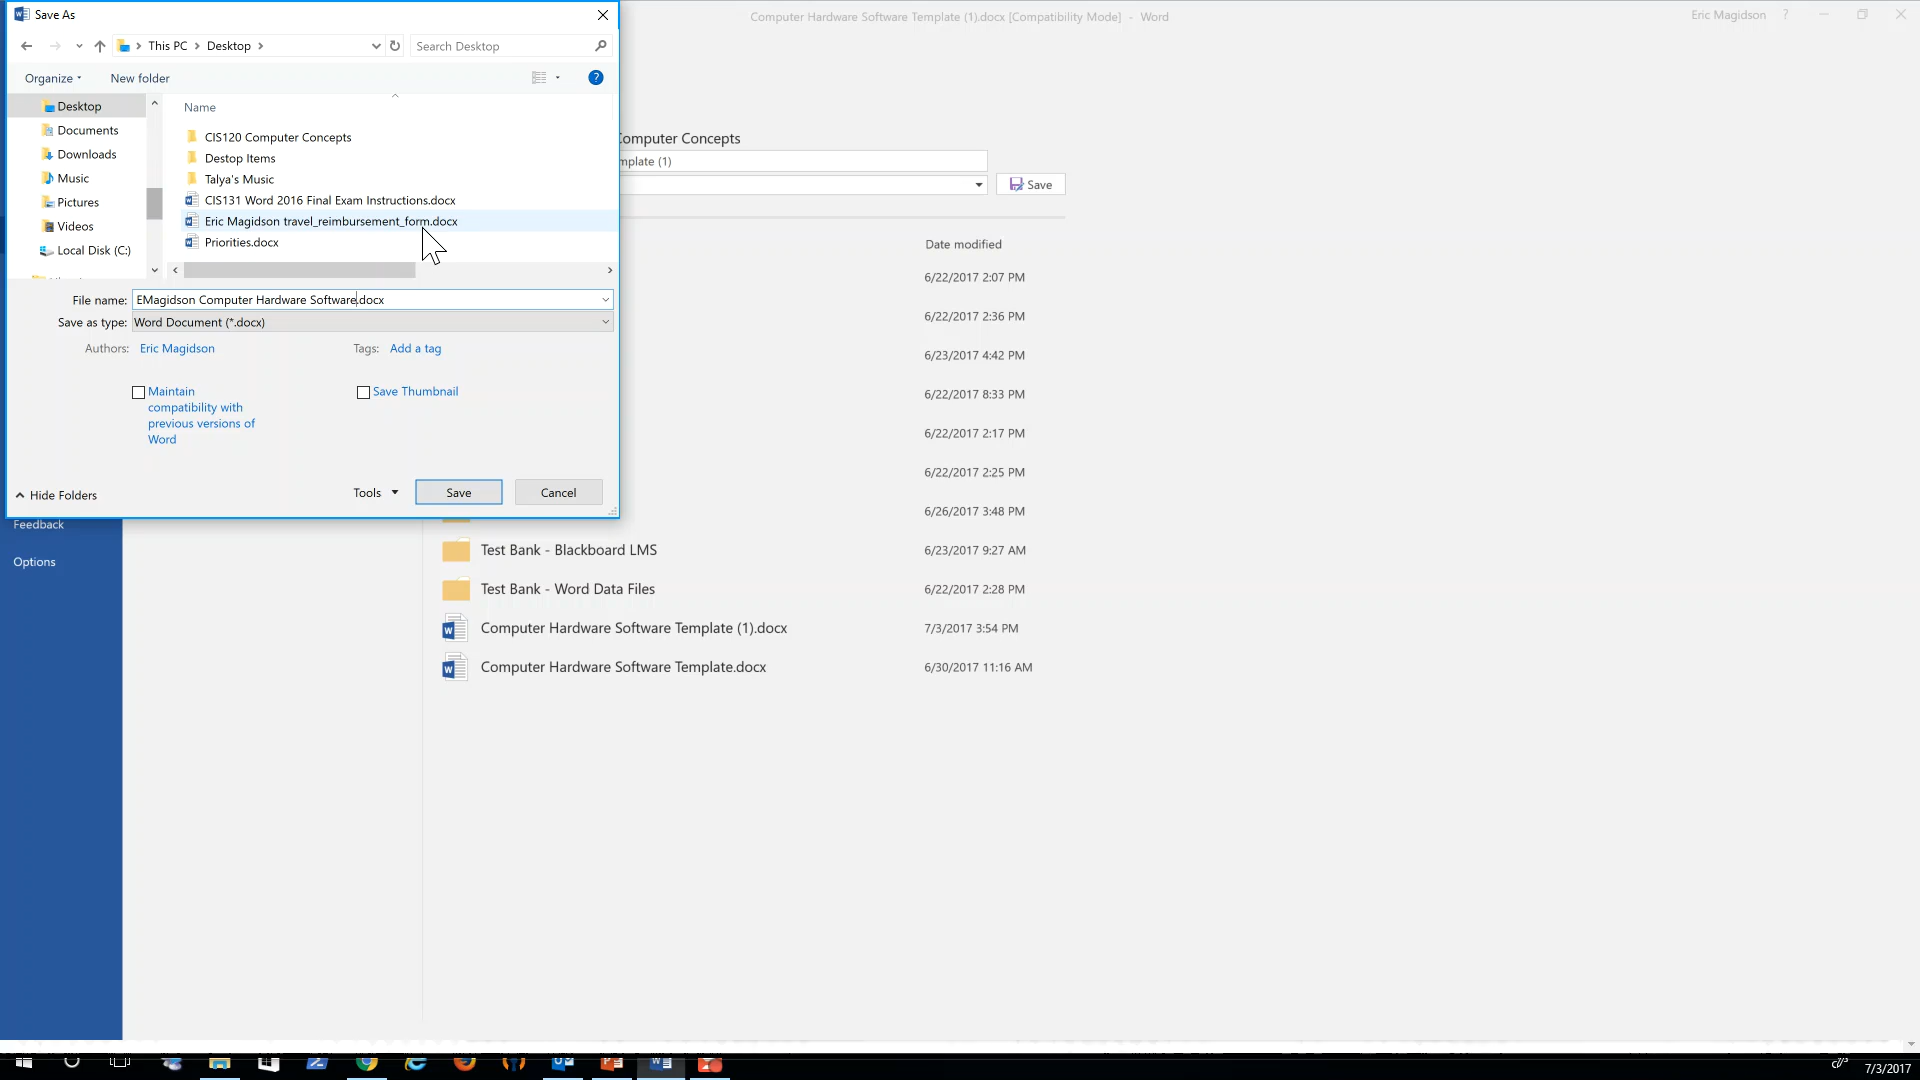 Save As
Computer Hardware Software Template (1).docx [Compatibility Mode] - Word
Eric Magidson ?
This PC > Desktop >
Search Desktop
Organize
New folder
?
Desktop
Documents
Downloads
Music
Pictures
Videos
Local Disk (C:)
Name
CIS120 Computer Concepts
Destop Items
Talya's Music
CIS131 Word 2016 Final Exam Instructions.docx
Eric Magidson travel_reimbursement_form.docx
Priorities.docx
File name: EMagidson Computer Hardware Software.docx
Save as type: Word Document (*.docx)
Authors: Eric Magidson
Tags: Add a tag
Maintain
compatibility with
previous versions of
Word
Save Thumbnail
Hide Folders
Tools
Save
Cancel
Computer Concepts
mplate (1)
Save
Date modified
6/22/2017 2:07 PM
6/22/2017 2:36 PM
6/23/2017 4:42 PM
6/22/2017 8:33 PM
6/22/2017 2:17 PM
6/22/2017 2:25 PM
6/26/2017 3:48 PM
Feedback
Options
Test Bank - Blackboard LMS 6/23/2017 9:27 AM
Test Bank - Word Data Files 6/22/2017 2:28 PM
Computer Hardware Software Template (1).docx 7/3/2017 3:54 PM
Computer Hardware Software Template.docx 6/30/2017 11:16 AM
7/3/2017